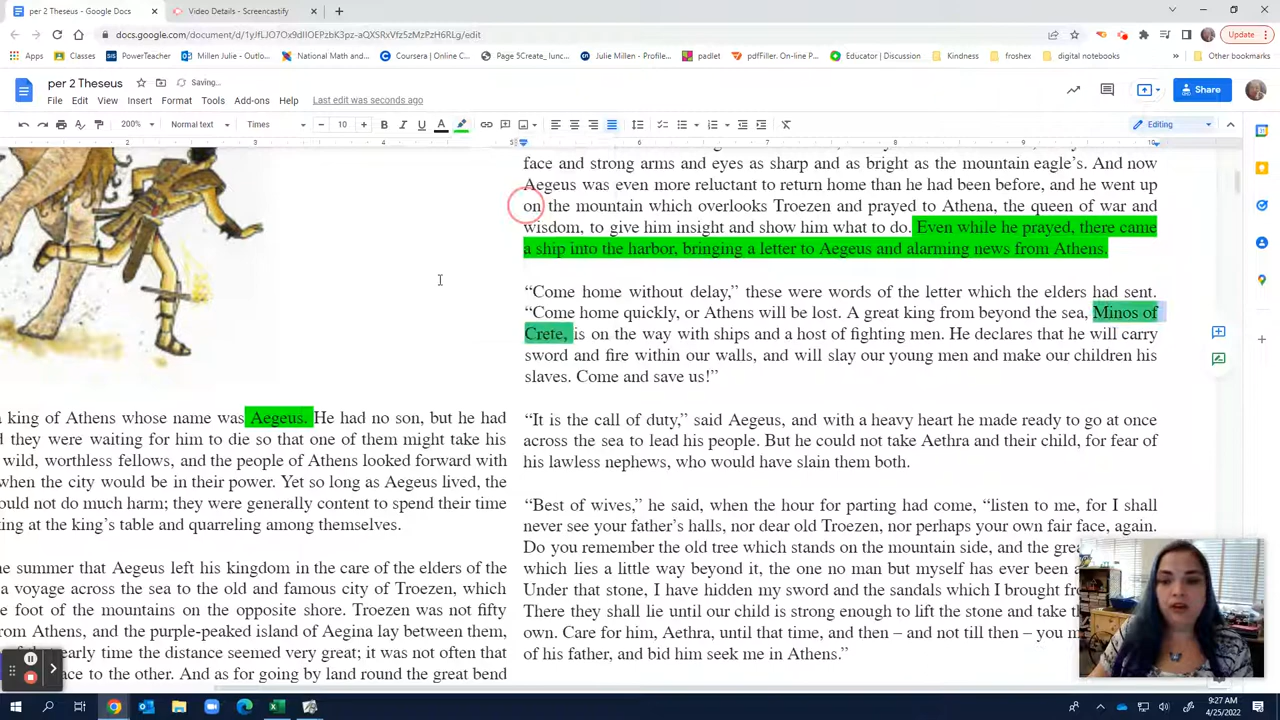 per 2 Theseus - Google Docs
Video Details - Screencastify
docs.google.com/document/d/1yJfLJO7Ox9dIIOEPzbK3pz-aQXSRxVfz5zMzPzH6RLg/edit
Update
Apps
Classes
PowerTeacher
Millen Julie - Outlo...
National Math and...
Coursera | Online C...
Page 5Create_ lunc...
Julie Millen - Profile...
padlet
pdfFiller. On-line P...
Educator | Discussion
Kindness
froshex
digital notebooks
Other bookmarks
per 2 Theseus
Saving...
File Edit View Insert Format Tools Add-ons Help
Last edit was seconds ago
Share
200%
Normal text
Times
10
Editing
face and strong arms and eyes as sharp and as bright as the mountain eagle's. And now
Aegeus was even more reluctant to return home than he had been before, and he went up
on the mountain which overlooks Troezen and prayed to Athena, the queen of war and
wisdom, to give him insight and show him what to do. Even while he prayed, there came
a ship into the harbor, bringing a letter to Aegeus and alarming news from Athens.
“Come home without delay,” these were words of the letter which the elders had sent.
“Come home quickly, or Athens will be lost. A great king from beyond the sea, Minos of
Crete, is on the way with ships and a host of fighting men. He declares that he will carry
sword and fire within our walls, and will slay our young men and make our children his
slaves. Come and save us!”
“It is the call of duty,” said Aegeus, and with a heavy heart he made ready to go at once
across the sea to lead his people. But he could not take Aethra and their child, for fear of
his lawless nephews, who would have slain them both.
“Best of wives,” he said, when the hour for parting had come, “listen to me, for I shall
never see your father's halls, nor dear old Troezen, nor perhaps your own fair face, again.
Do you remember the old tree which stands on the mountain side, and the grea
which lies a little way beyond it, the one no man but myself has ever been a
Under that stone, I have hidden my sword and the sandals which I brought fro
There they shall lie until our child is strong enough to lift the stone and take th
own. Care for him, Aethra, until that time, and then – and not till then – you m
of his father, and bid him seek me in Athens.”
a king of Athens whose name was Aegeus. He had no son, but he had
they were waiting for him to die so that one of them might take his
wild, worthless fellows, and the people of Athens looked forward with
when the city would be in their power. Yet so long as Aegeus lived, the
ould not do much harm; they were generally content to spend their time
king at the king's table and quarreling among themselves.
e summer that Aegeus left his kingdom in the care of the elders of the
a voyage across the sea to the old and famous city of Troezen, which
e foot of the mountains on the opposite shore. Troezen was not fifty
rom Athens, and the purple-peaked island of Aegina lay between them,
early time the distance seemed very great; it was not often that
ace to the other. And as for going by land round the great bend
9:27 AM
4/25/2022